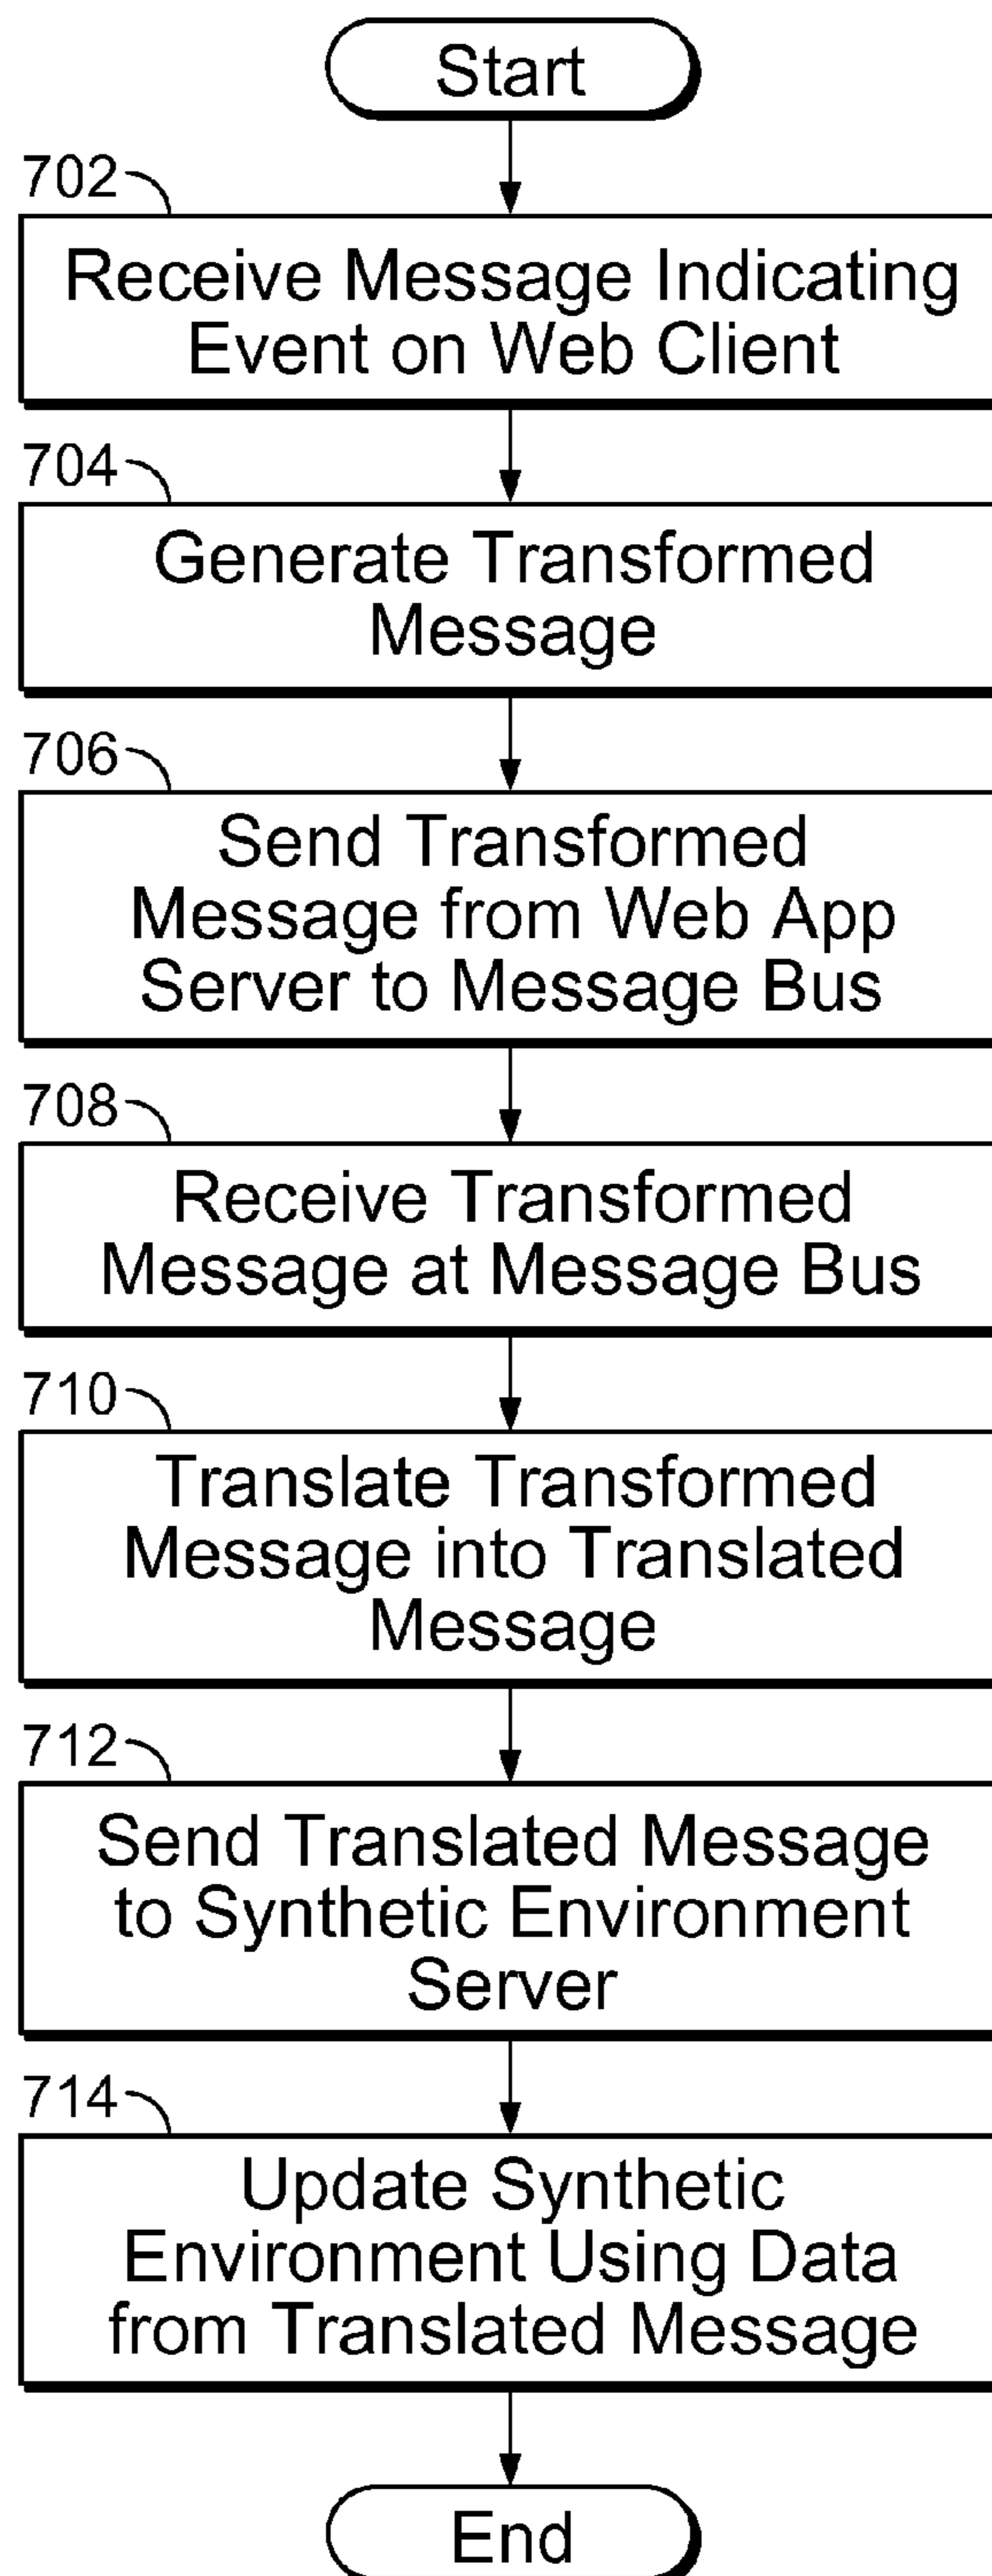 Start
702
Receive Message Indicating
Event on Web Client
704
Generate Transformed
Message
706
Send Transformed
Message from Web App
Server to Message Bus
708
Receive Transformed
Message at Message Bus
710
Translate Transformed
Message into Translated
Message
712
Send Translated Message
to Synthetic Environment
Server
714
Update Synthetic
Environment Using Data
from Translated Message
End